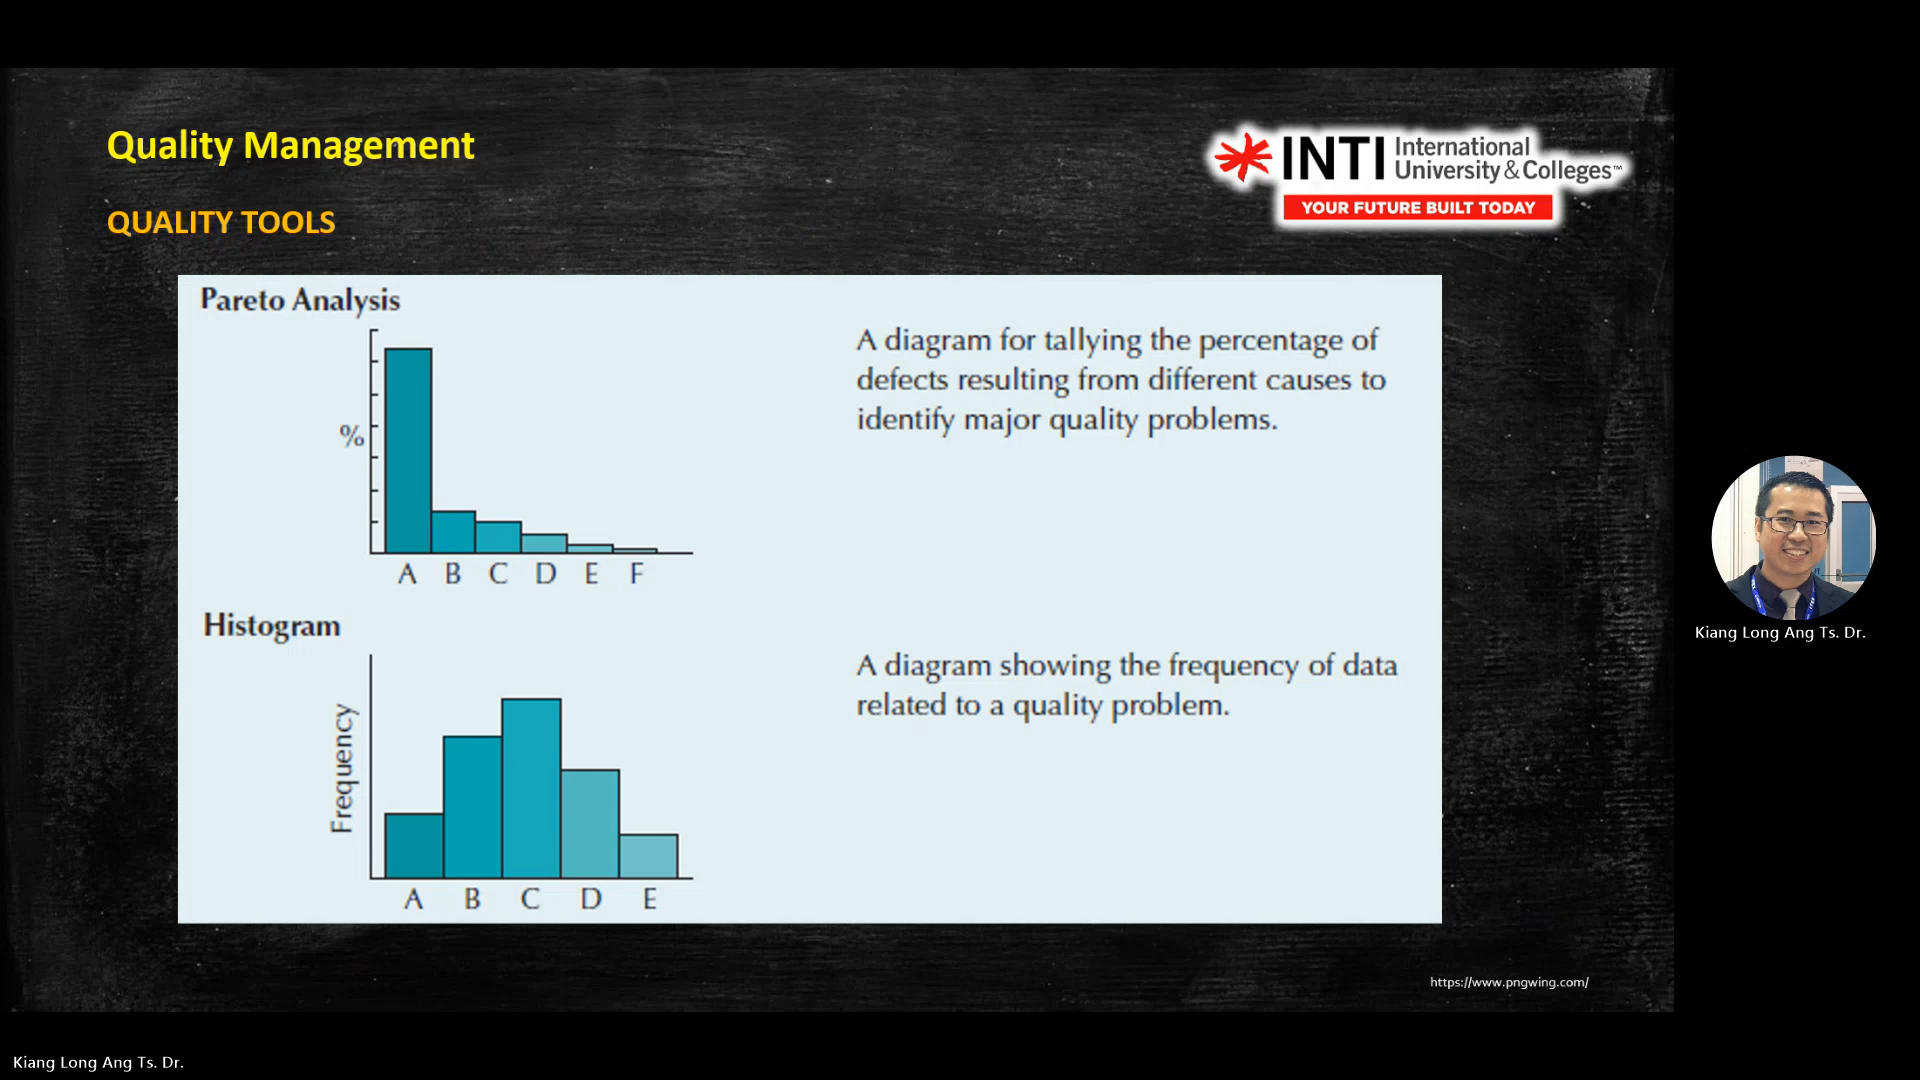 Quality Management
QUALITY TOOLS
INTI International
University & Colleges™
YOUR FUTURE BUILT TODAY
Pareto Analysis
%
A B C D E F
A diagram for tallying the percentage of
defects resulting from different causes to
identify major quality problems.
Histogram
Frequency
A B C D E
A diagram showing the frequency of data
related to a quality problem.
https://www.pngwing.com/
Kiang Long Ang Ts. Dr.
Kiang Long Ang Ts. Dr.